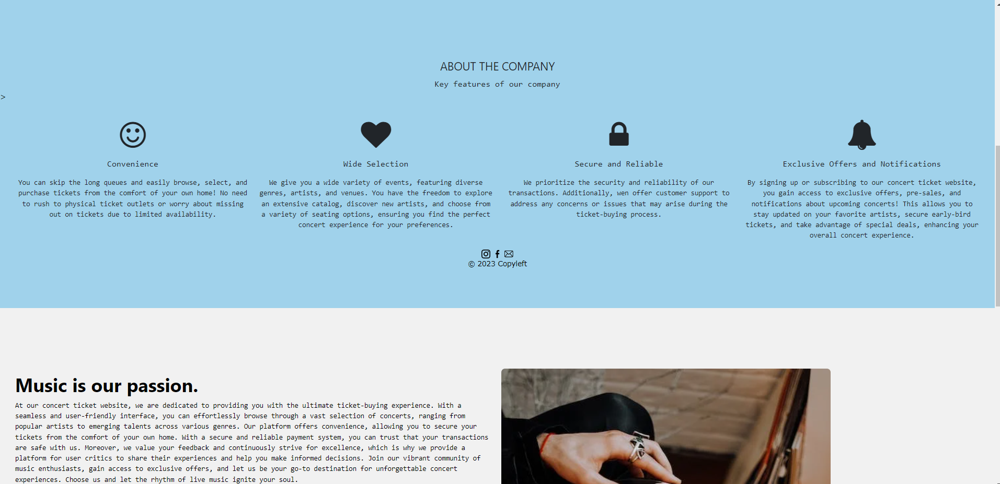 ABOUT THE COMPANY
Key features of our company
>
Convenience
You can skip the long queues and easily browse, select, and
purchase tickets from the comfort of your own home! No need
to rush to physical ticket outlets or worry about missing
out on tickets due to limited availability.
Wide Selection
We give you a wide variety of events, featuring diverse
genres, artists, and venues. You have the freedom to explore
an extensive catalog, discover new artists, and choose from
a variety of seating options, ensuring you find the perfect
concert experience for your preferences.
Secure and Reliable
We prioritize the security and reliability of our
transactions. Additionally, wen offer customer support to
address any concerns or issues that may arise during the
ticket-buying process.
Exclusive Offers and Notifications
By signing up or subscribing to our concert ticket website,
you gain access to exclusive offers, pre-sales, and
notifications about upcoming concerts! This allows you to
stay updated on your favorite artists, secure early-bird
tickets, and take advantage of special deals, enhancing your
overall concert experience.
© 2023 Copyleft
Music is our passion.
At our concert ticket website, we are dedicated to providing you with the ultimate ticket-buying experience. With a
seamless and user-friendly interface, you can effortlessly browse through a vast selection of concerts, ranging from
popular artists to emerging talents across various genres. Our platform offers convenience, allowing you to secure your
tickets from the comfort of your own home. With a secure and reliable payment system, you can trust that your transactions
are safe with us. Moreover, we value your feedback and continuously strive for excellence, which is why we provide a
platform for user critics to share their experiences and help you make informed decisions. Join our vibrant community of
music enthusiasts, gain access to exclusive offers, and let us be your go-to destination for unforgettable concert
experiences. Choose us and let the rhythm of live music ignite your soul.